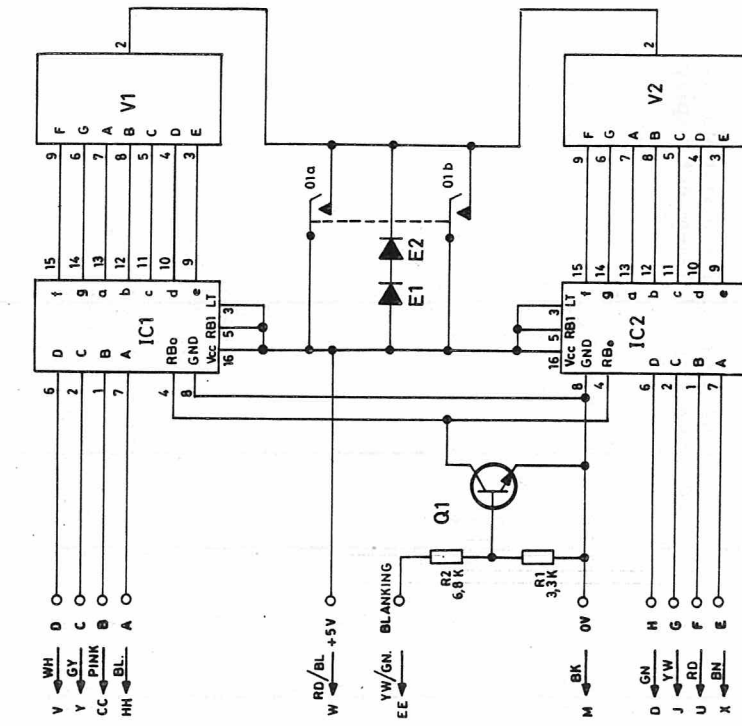 V1
2
9 F
6 G
7 A
8 B
5 C
4 D
3 E
15 f
14 g
13 a
12 b
11 c
10 d
9 e
IC1
6 D
2 C
1 B
7 A
RBo 4
GND 8
Vcc 16
RB1 5
LT 3
01a
01b
E2
E1
V2
2
9 F
6 G
7 A
8 B
5 C
4 D
3 E
15 f
14 g
13 a
12 b
11 c
10 d
9 e
IC2
LT 3
RB1 5
Vcc 16
GND 8
RBo 4
D 6
C 2
B 1
A 7
Q1
R2
6,8 K
R1
3,3K
V WH D
Y GY C
CC PINK B
HH BL. A
W RD/BL +5V
EE YW/GN. BLANKING
M BK 0V
D GN H
J YW G
U RD F
X BN E